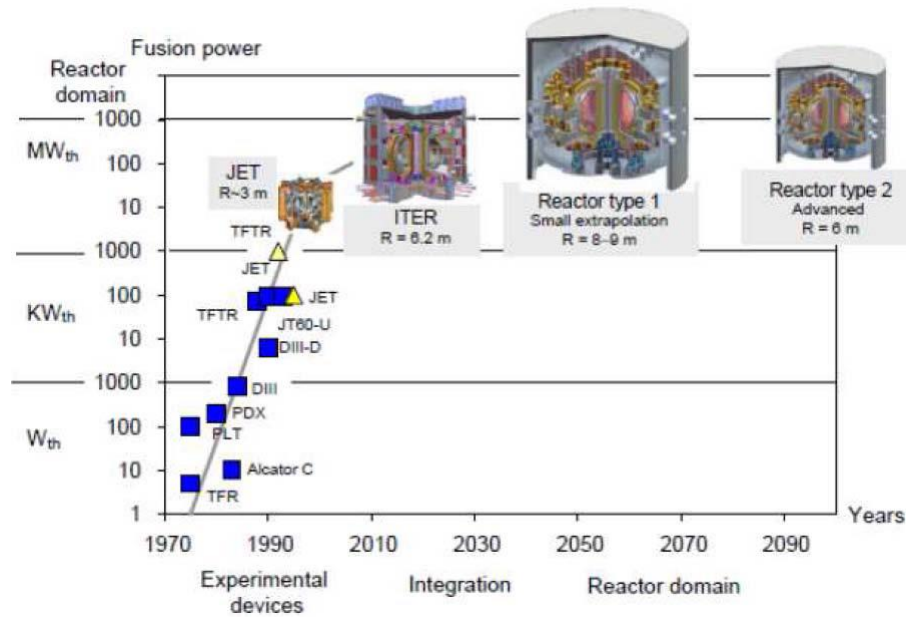 Fusion power
Reactor
domain
1000
MWth
100
10
1000
KWth
100
10
1000
Wth
100
10
1
JET
R~3 m
ITER
R = 6.2 m
Reactor type 1
Small extrapolation
R = 8–9 m
Reactor type 2
Advanced
R = 6 m
TFTR
JET
JET
TFTR
JT60-U
DIII-D
DIII
PDX
PLT
Alcator C
TFR
Years
1970 1990 2010 2030 2050 2070 2090
Experimental
devices
Integration
Reactor domain